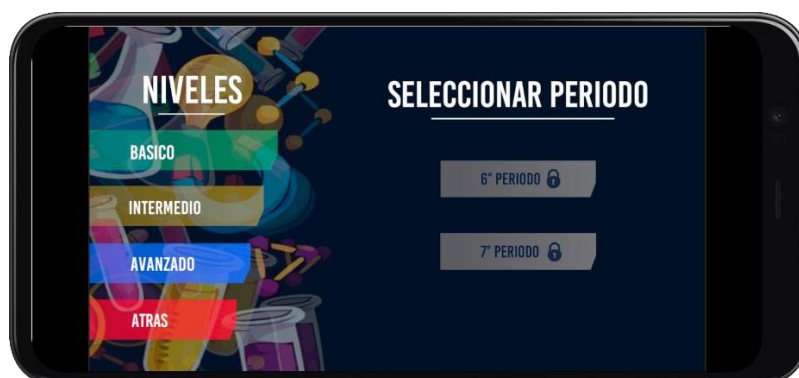 NIVELES
BASICO
INTERMEDIO
AVANZADO
ATRAS
SELECCIONAR PERIODO
6° PERIODO
7° PERIODO